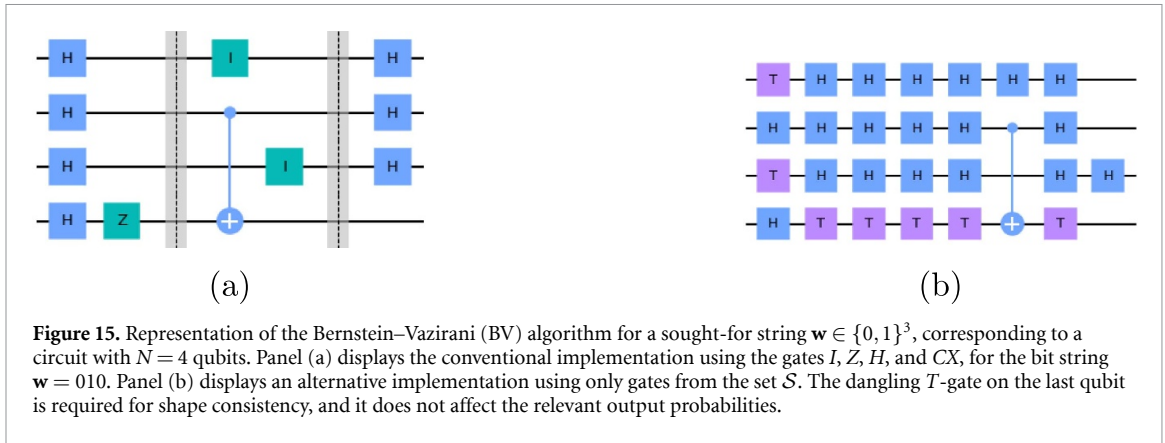 H I H
H H
H I H
H Z
(a)
T H H H H H H
H H H H H H
T H H H H H H
H T T T T T
(b)
Figure 15. Representation of the Bernstein–Vazirani (BV) algorithm for a sought-for string w ∈ {0, 1}³, corresponding to a
circuit with N = 4 qubits. Panel (a) displays the conventional implementation using the gates I, Z, H, and CX, for the bit string
w = 010. Panel (b) displays an alternative implementation using only gates from the set 𝒮. The dangling T-gate on the last qubit
is required for shape consistency, and it does not affect the relevant output probabilities.